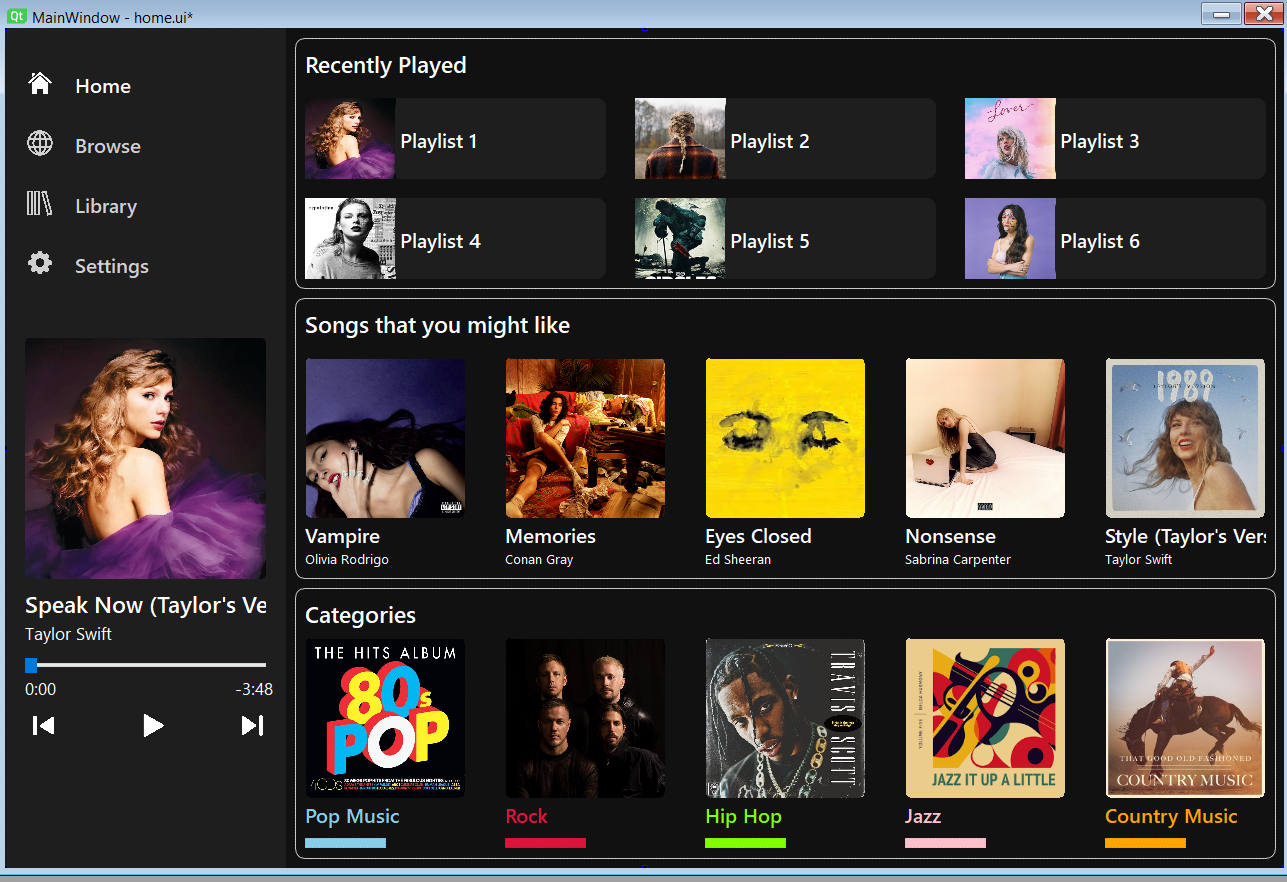 Qt MainWindow - home.ui*
Home
Browse
Library
Settings
Speak Now (Taylor's Ve
Taylor Swift
0:00 -3:48
Recently Played
Playlist 1
Playlist 2
Lover
Playlist 3
reputation
Playlist 4
Playlist 5
Playlist 6
Songs that you might like
Vampire
Olivia Rodrigo
Memories
Conan Gray
Eyes Closed
Ed Sheeran
Nonsense
Sabrina Carpenter
1989
TAYLOR'S VERSION
Style (Taylor's Vers
Taylor Swift
Categories
THE HITS ALBUM
80s
POP
Pop Music
Rock
TRAVIS SCOTT
Hip Hop
JAZZ IT UP A LITTLE
Jazz
THAT GOOD OLD FASHIONED
COUNTRY MUSIC
Country Music